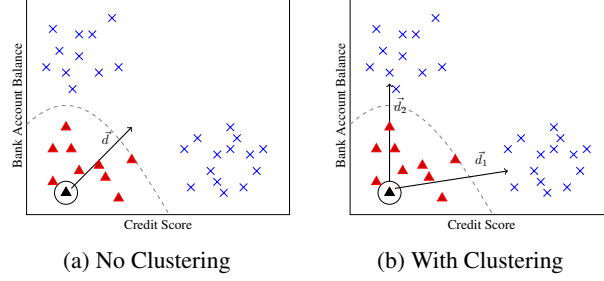 Bank Account Balance
d⃗
Credit Score
(a) No Clustering
Bank Account Balance
d⃗₂
d⃗₁
Credit Score
(b) With Clustering